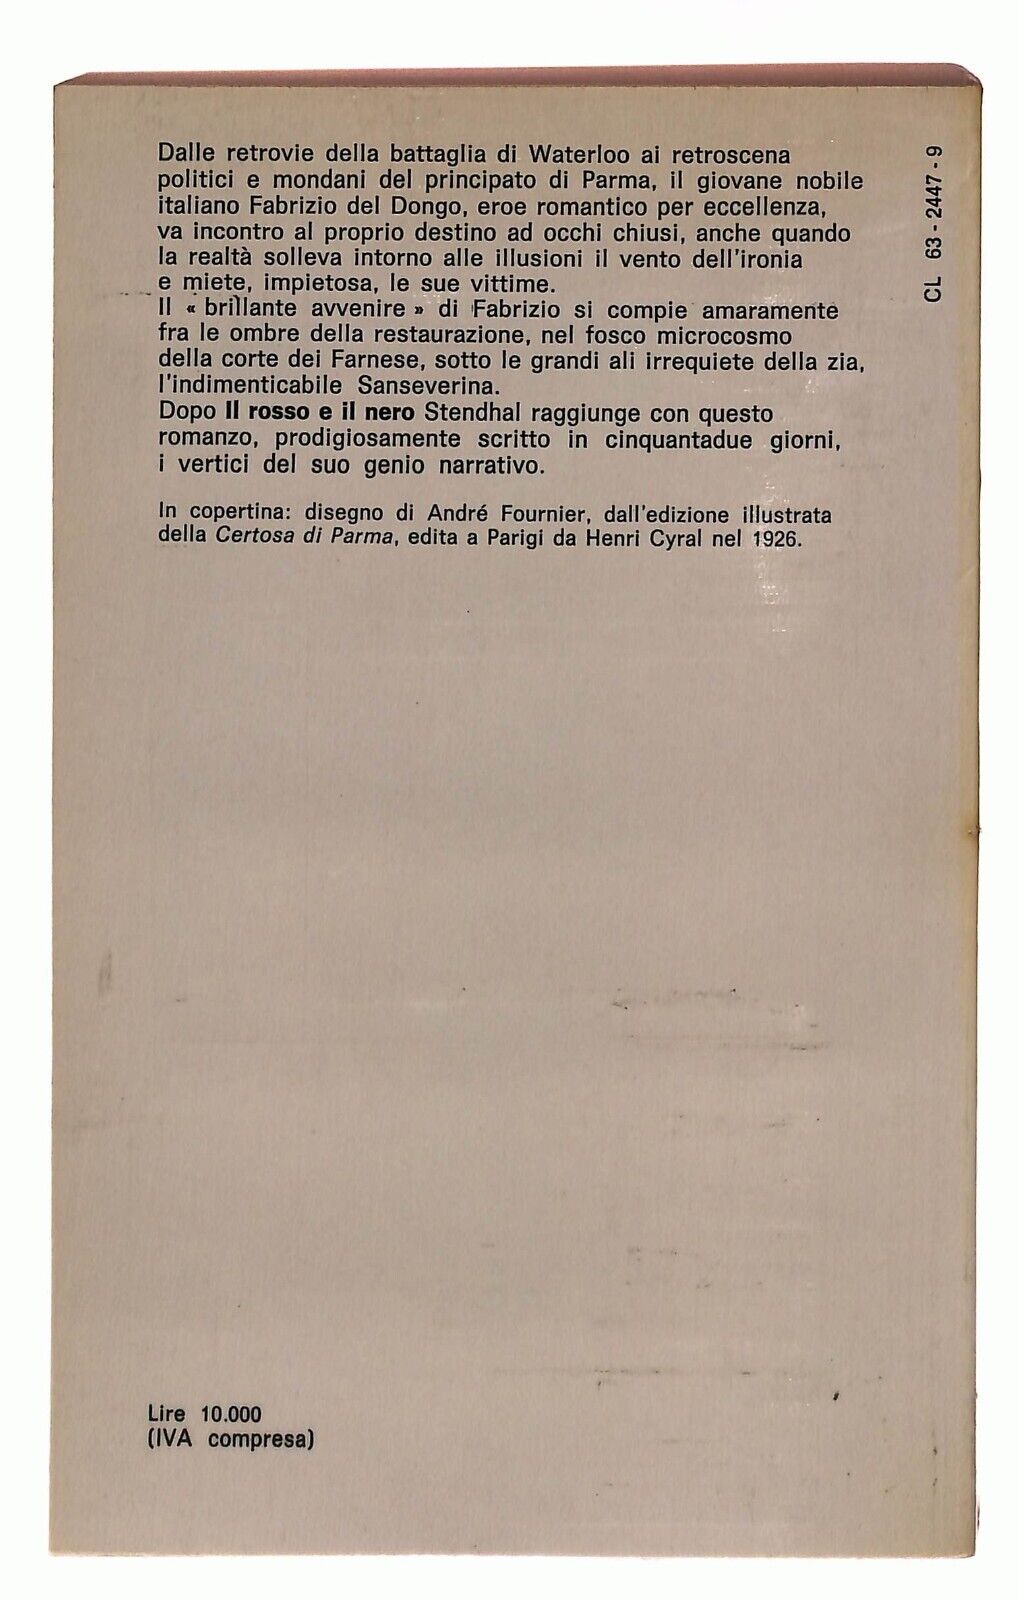 Dalle retrovie della battaglia di Waterloo ai retroscena
politici e mondani del principato di Parma, il giovane nobile
italiano Fabrizio del Dongo, eroe romantico per eccellenza,
va incontro al proprio destino ad occhi chiusi, anche quando
la realtà solleva intorno alle illusioni il vento dell'ironia
e miete, impietosa, le sue vittime.
Il « brillante avvenire » di Fabrizio si compie amaramente
fra le ombre della restaurazione, nel fosco microcosmo
della corte dei Farnese, sotto le grandi ali irrequiete della zia,
l'indimenticabile Sanseverina.
Dopo Il rosso e il nero Stendhal raggiunge con questo
romanzo, prodigiosamente scritto in cinquantadue giorni,
i vertici del suo genio narrativo.
In copertina: disegno di André Fournier, dall'edizione illustrata
della Certosa di Parma, edita a Parigi da Henri Cyral nel 1926.
CL 63-2447-9
Lire 10.000
(IVA compresa)